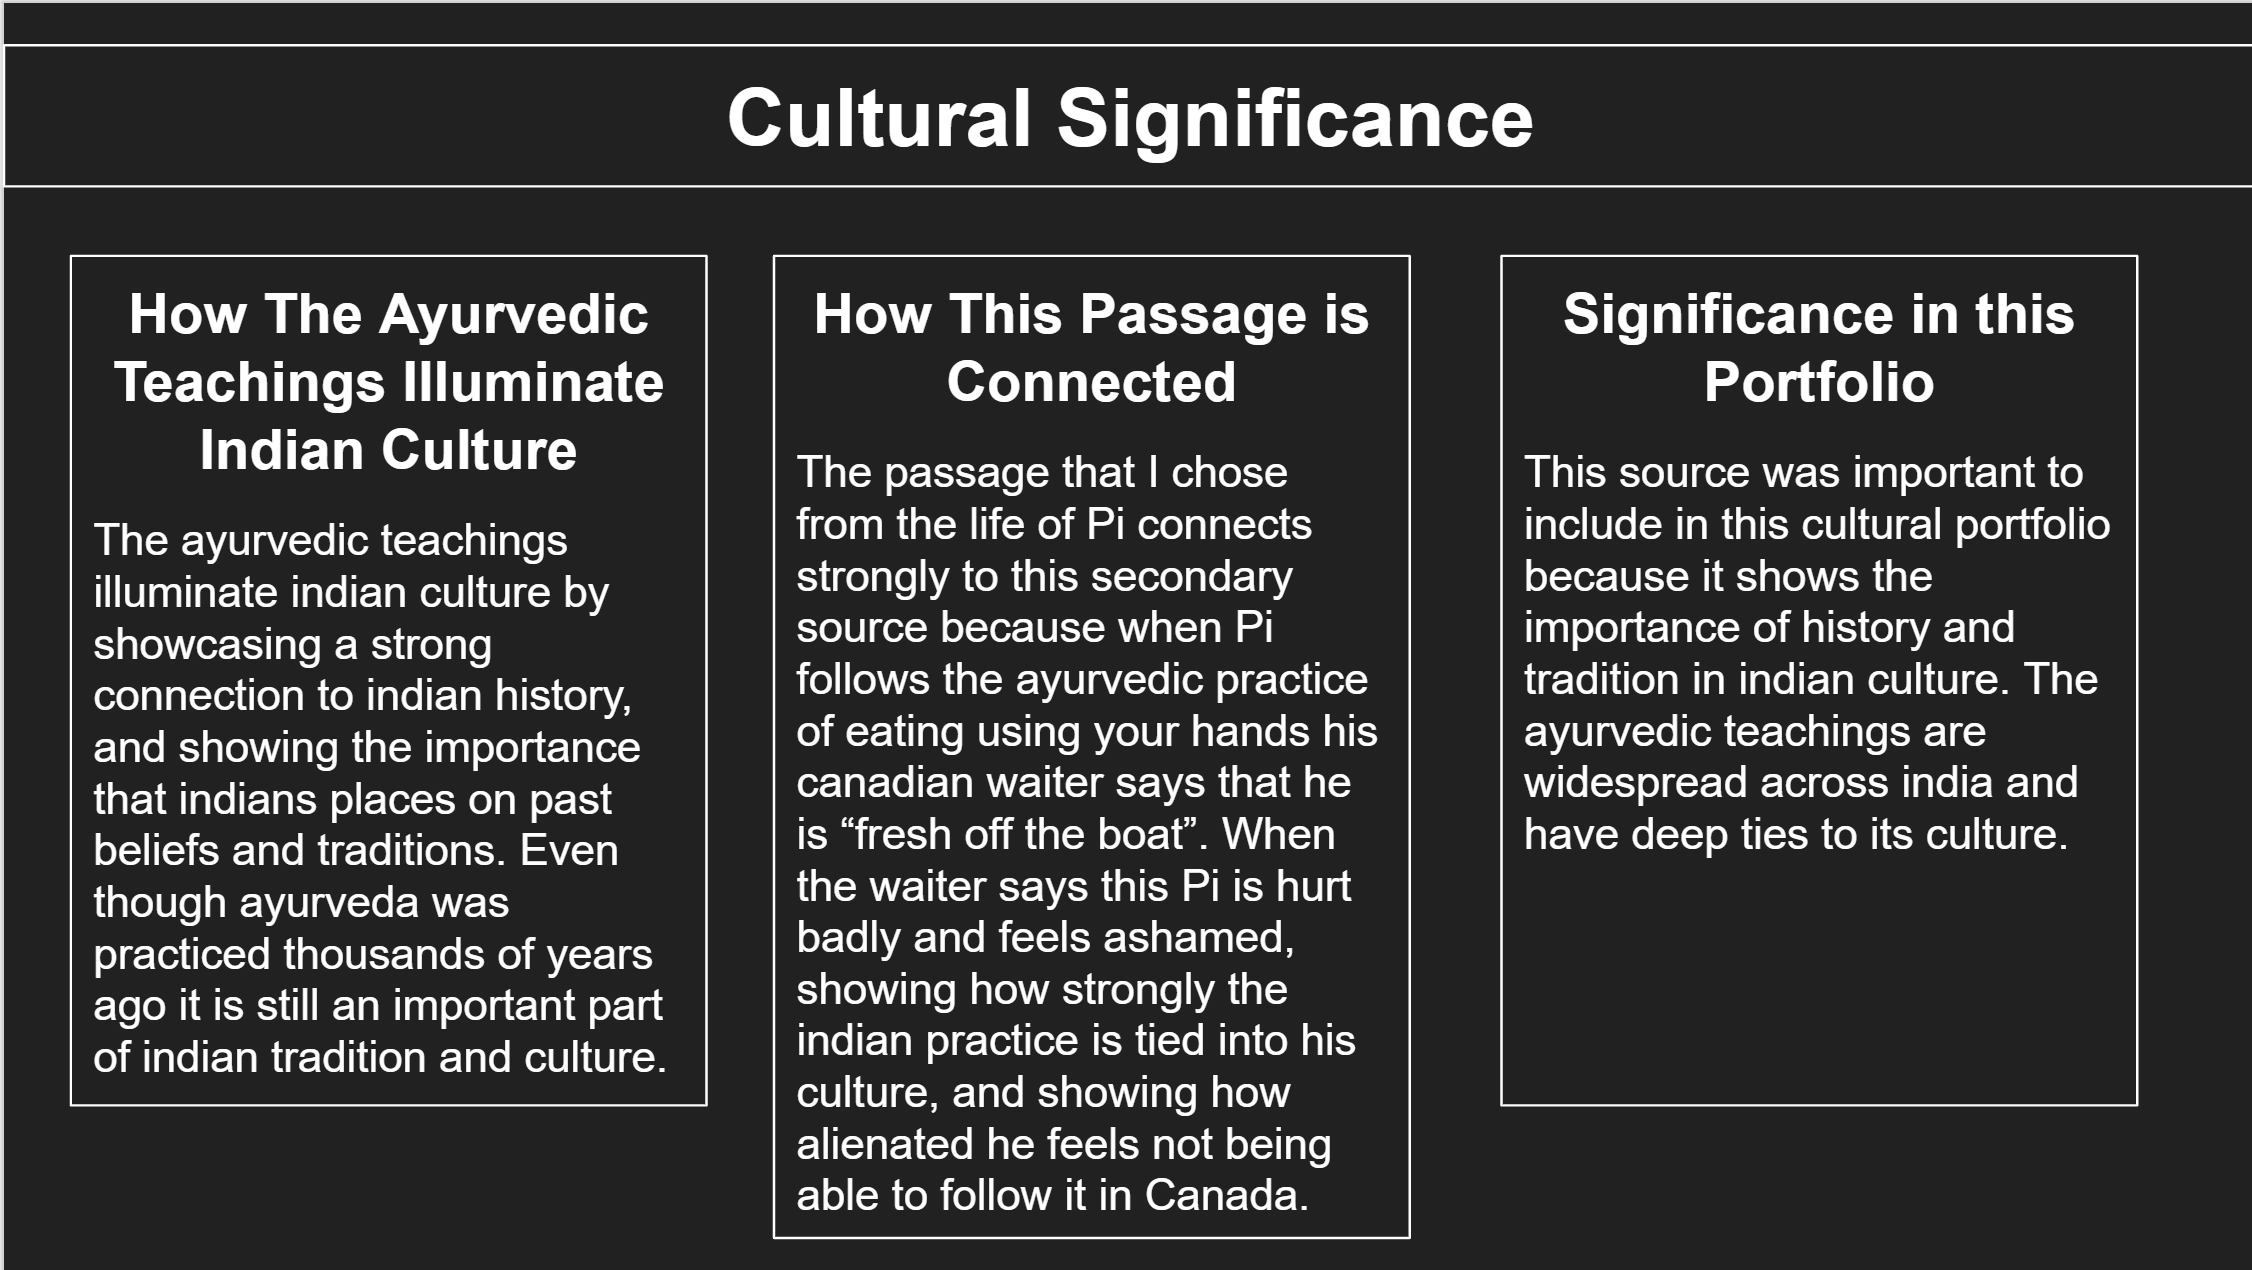 Cultural Significance
How The Ayurvedic
Teachings Illuminate
Indian Culture
The ayurvedic teachings
illuminate indian culture by
showcasing a strong
connection to indian history,
and showing the importance
that indians places on past
beliefs and traditions. Even
though ayurveda was
practiced thousands of years
ago it is still an important part
of indian tradition and culture.
How This Passage is
Connected
The passage that I chose
from the life of Pi connects
strongly to this secondary
source because when Pi
follows the ayurvedic practice
of eating using your hands his
canadian waiter says that he
is “fresh off the boat”. When
the waiter says this Pi is hurt
badly and feels ashamed,
showing how strongly the
indian practice is tied into his
culture, and showing how
alienated he feels not being
able to follow it in Canada.
Significance in this
Portfolio
This source was important to
include in this cultural portfolio
because it shows the
importance of history and
tradition in indian culture. The
ayurvedic teachings are
widespread across india and
have deep ties to its culture.